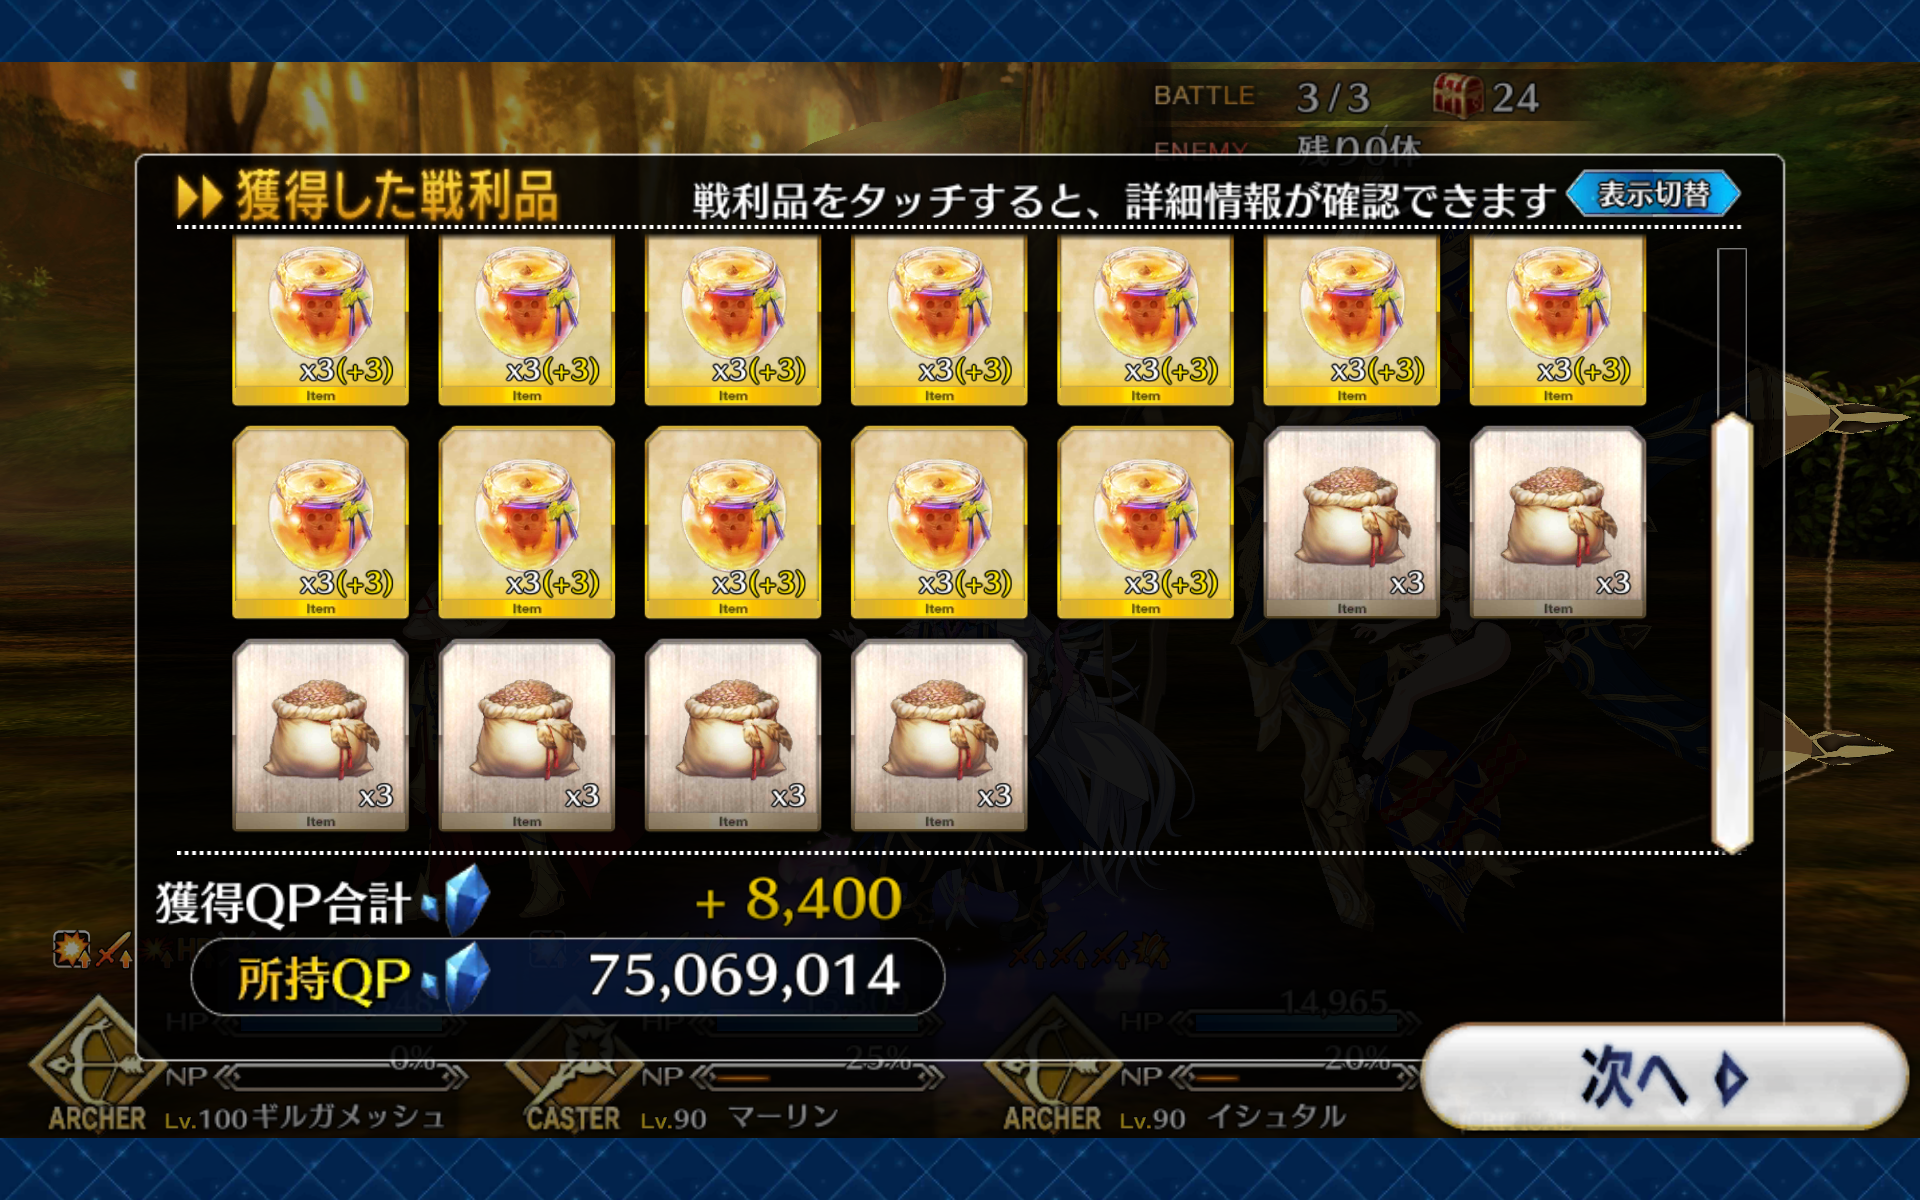 BATTLE 3/3 24
ENEMY 残り0体
獲得した戦利品 戦利品をタッチすると、詳細情報が確認できます 表示切替
x3(+3) x3(+3) x3(+3) x3(+3) x3(+3) x3(+3) x3(+3)
Item Item Item Item Item Item Item
x3(+3) x3(+3) x3(+3) x3(+3) x3(+3) x3 x3
Item Item Item Item Item Item Item
x3 x3 x3 x3
Item Item Item Item
獲得QP合計 + 8,400
所持QP 75,069,014
HP HP HP 14,965
0% 25% 20%
NP NP NP
次へ
ARCHER Lv.100 ギルガメッシュ CASTER Lv.90 マーリン ARCHER Lv.90 イシュタル